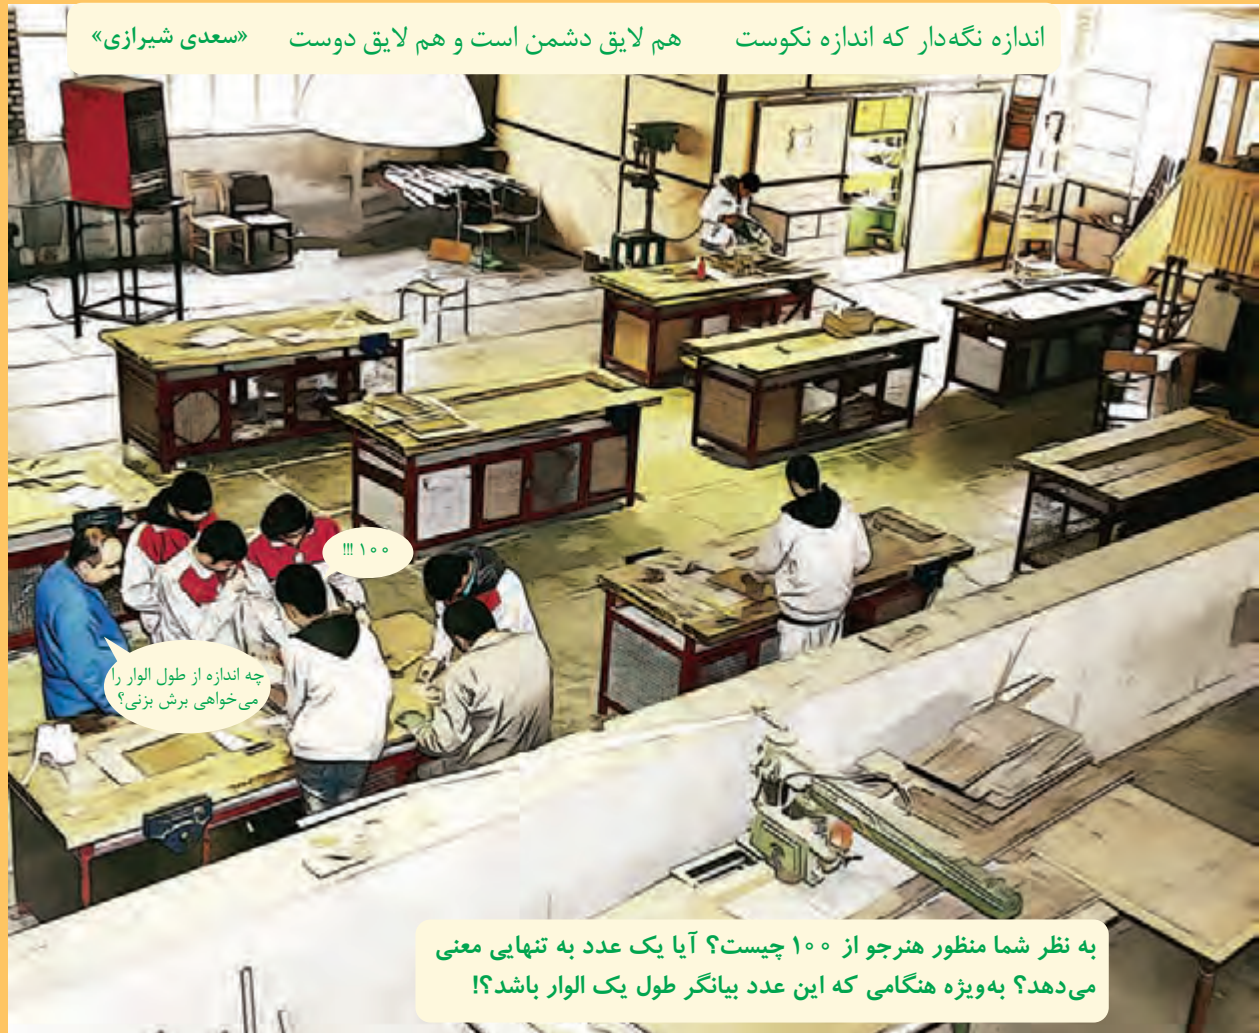 اندازه نگه‌دار که اندازه نکوست هم لایق دشمن است و هم لایق دوست «سعدی شیرازی»
۱۰۰ !!!
چه اندازه از طول الوار را
می‌خواهی برش بزنی؟
به نظر شما منظور هنرجو از ۱۰۰ چیست؟ آیا یک عدد به تنهایی معنی
می‌دهد؟ به‌ویژه هنگامی که این عدد بیانگر طول یک الوار باشد؟!